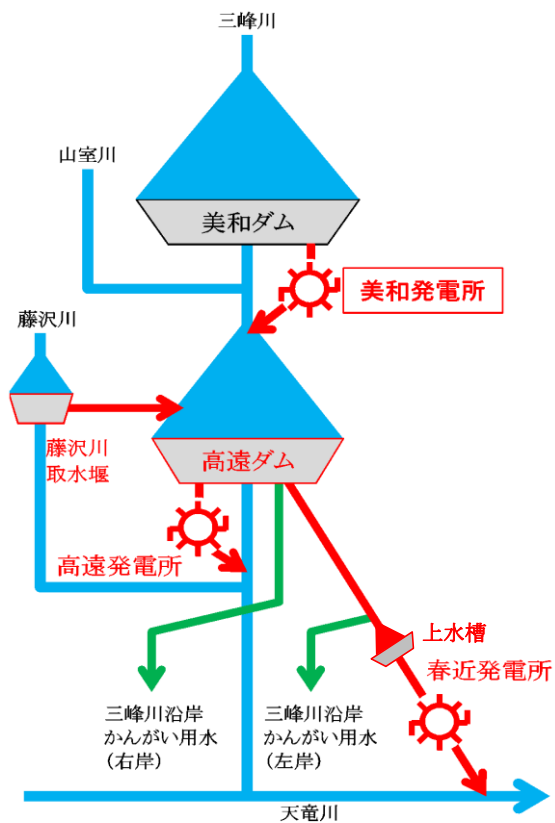 三峰川
山室川
美和ダム
美和発電所
藤沢川
藤沢川
取水堰
高遠ダム
高遠発電所
上水槽
春近発電所
三峰川沿岸
かんがい用水
(右岸)
三峰川沿岸
かんがい用水
(左岸)
天竜川